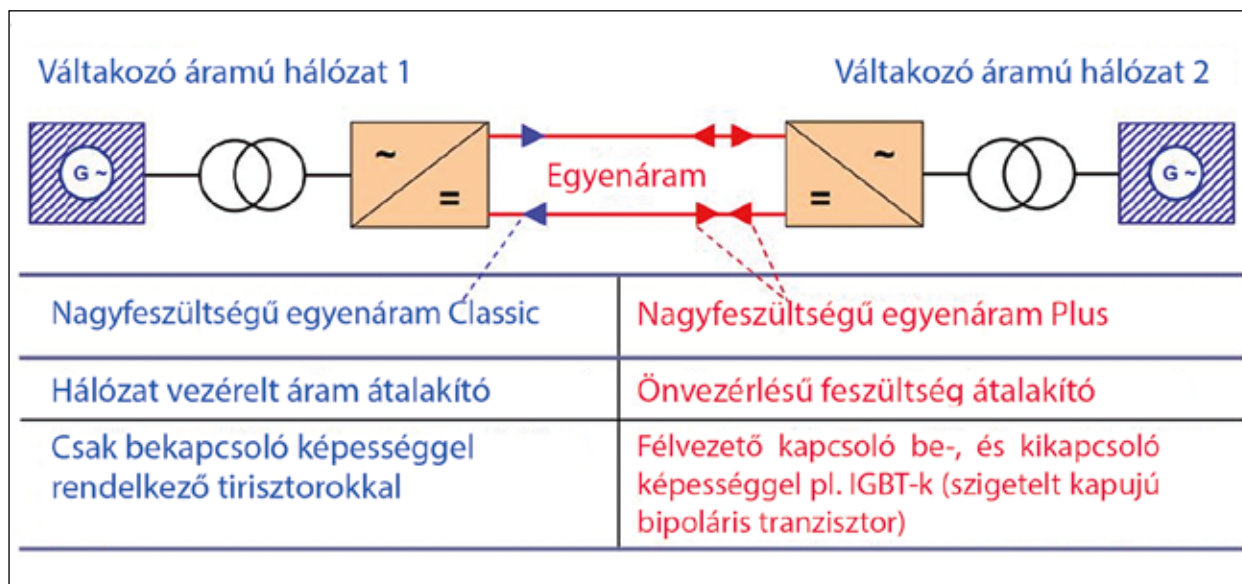 Váltakozó áramú hálózat 1
Váltakozó áramú hálózat 2
G ~
~
=
Egyenáram
~
=
G ~
Nagyfeszültségű egyenáram Classic
Nagyfeszültségű egyenáram Plus
Hálózat vezérelt áram átalakító
Önvezérlésű feszültség átalakító
Csak bekapcsoló képességgel
rendelkező tirisztorokkal
Félvezető kapcsoló be-, és kikapcsoló
képességgel pl. IGBT-k (szigetelt kapujú
bipoláris tranzisztor)